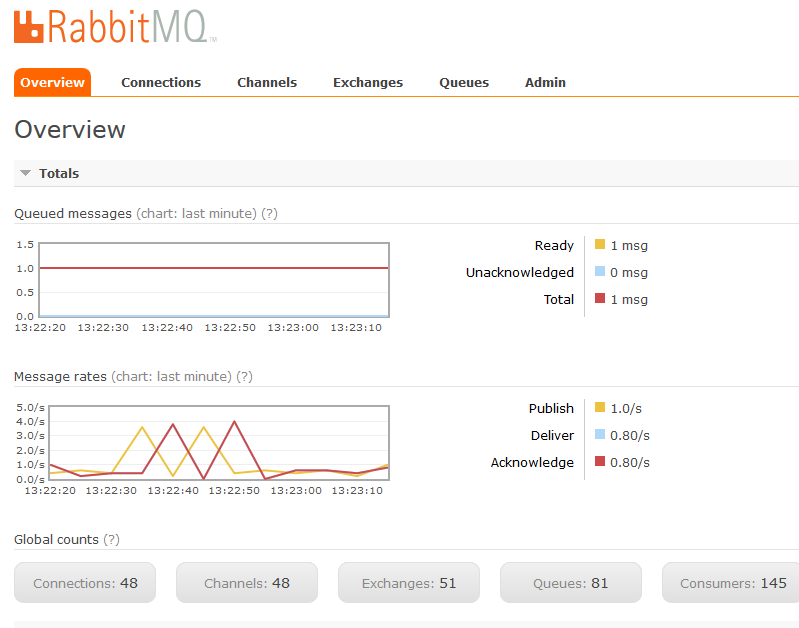 RabbitMQ™
Overview Connections Channels Exchanges Queues Admin
Overview
Totals
Queued messages (chart: last minute) (?)
1.5
1.0
0.5
0.0
13:22:20 13:22:30 13:22:40 13:22:50 13:23:00 13:23:10
Ready 1 msg
Unacknowledged 0 msg
Total 1 msg
Message rates (chart: last minute) (?)
5.0/s
4.0/s
3.0/s
2.0/s
1.0/s
0.0/s
13:22:20 13:22:30 13:22:40 13:22:50 13:23:00 13:23:10
Publish 1.0/s
Deliver 0.80/s
Acknowledge 0.80/s
Global counts (?)
Connections: 48 Channels: 48 Exchanges: 51 Queues: 81 Consumers: 145